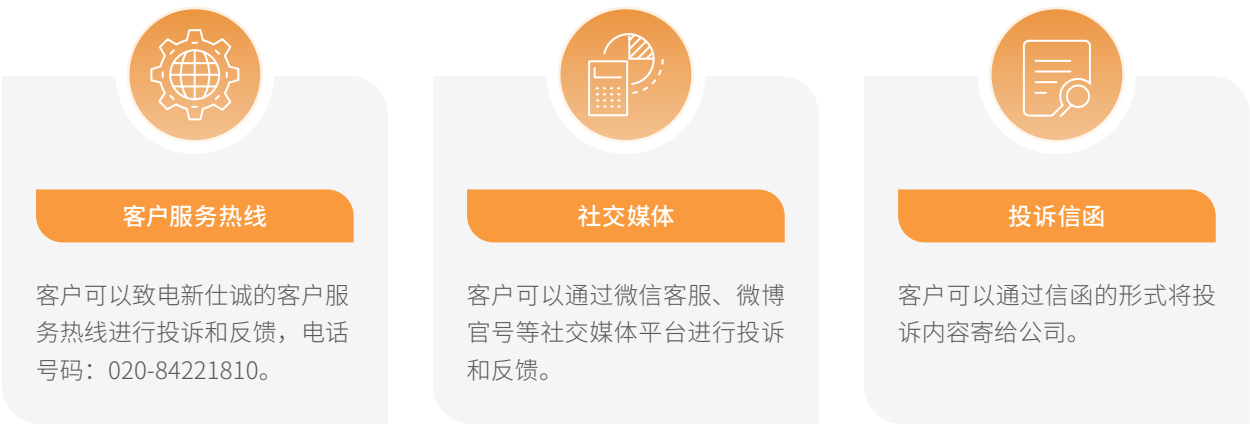 客户服务热线
客户可以致电新仕诚的客户服
务热线进行投诉和反馈，电话
号码：020-84221810。
社交媒体
客户可以通过微信客服、微博
官号等社交媒体平台进行投诉
和反馈。
投诉信函
客户可以通过信函的形式将投
诉内容寄给公司。